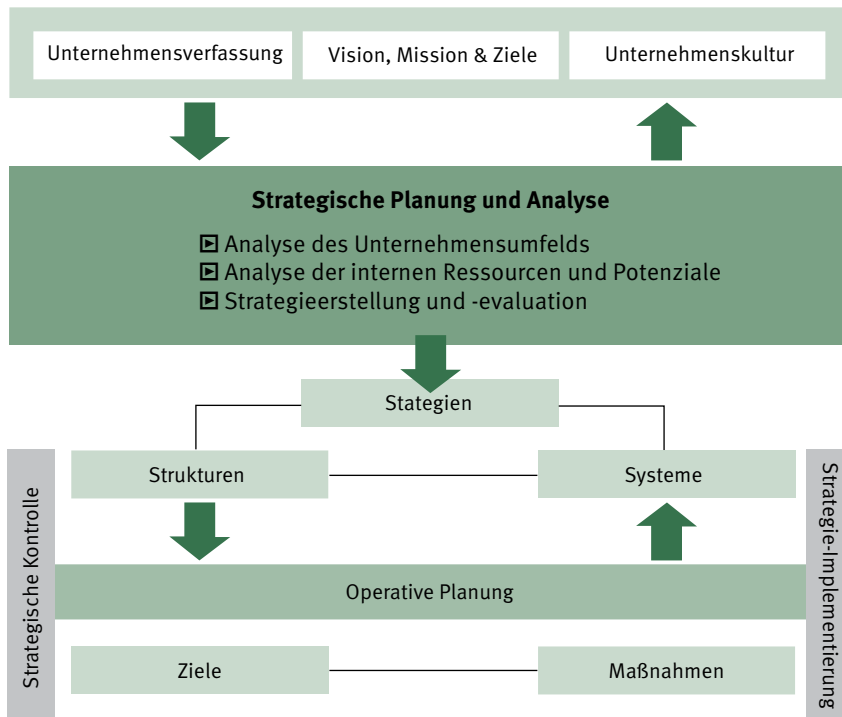 Unternehmensverfassung
Vision, Mission & Ziele
Unternehmenskultur
Strategische Planung und Analyse
Analyse des Unternehmensumfelds
Analyse der internen Ressourcen und Potenziale
Strategieerstellung und -evaluation
Stategien
Strukturen
Systeme
Strategische Kontrolle
Strategie-Implementierung
Operative Planung
Ziele
Maßnahmen